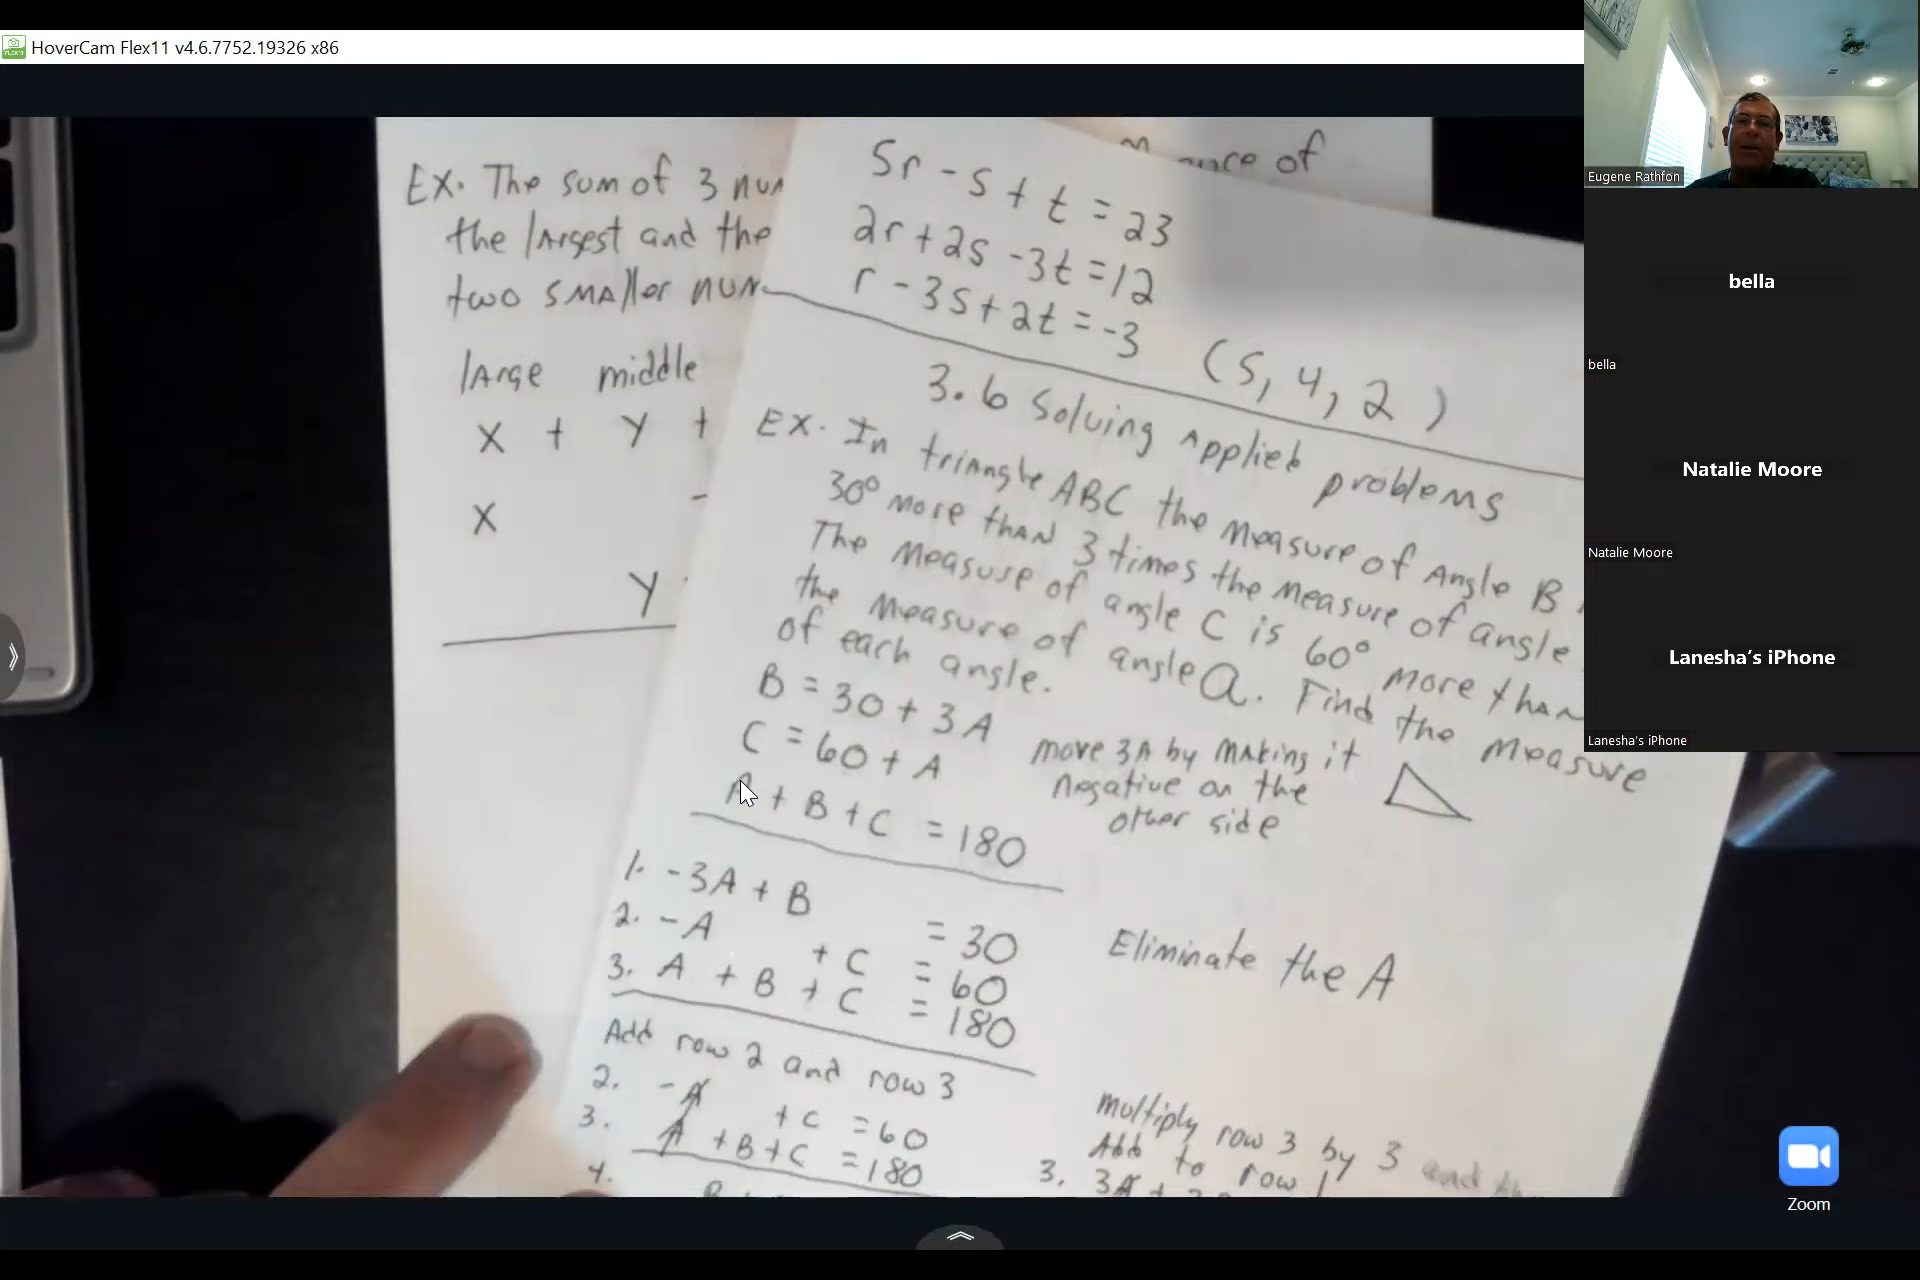 HoverCam Flex11 v4.6.7752.19326 x86
Ex. The sum of 3
the largest and the
two smaller
large middle
x + y +
x -
y
of
5r - s + t = 23
2r + 2s - 3t = 12
r - 3s + 2t = -3 (5, 4, 2)
3.6 Solving Applied problems
Ex. In triangle ABC the measure of Angle B
30° more than 3 times the measure of angle
The measure of angle C is 60° more than
the measure of angle a. Find the measure
of each angle.
B = 30 + 3A
C = 60 + A
A + B + C = 180
move 3A by making it
negative on the
other side
1. -3A + B = 30
2. -A + C = 60
3. A + B + C = 180
Eliminate the A
Add row 2 and row 3
2. -A + C = 60
3. A + B + C = 180
4.
Multiply row 3 by 3 and
Add to row 1
3. 3A +
Eugene Rathfon
bella
bella
Natalie Moore
Natalie Moore
Lanesha's iPhone
Lanesha's iPhone
Zoom